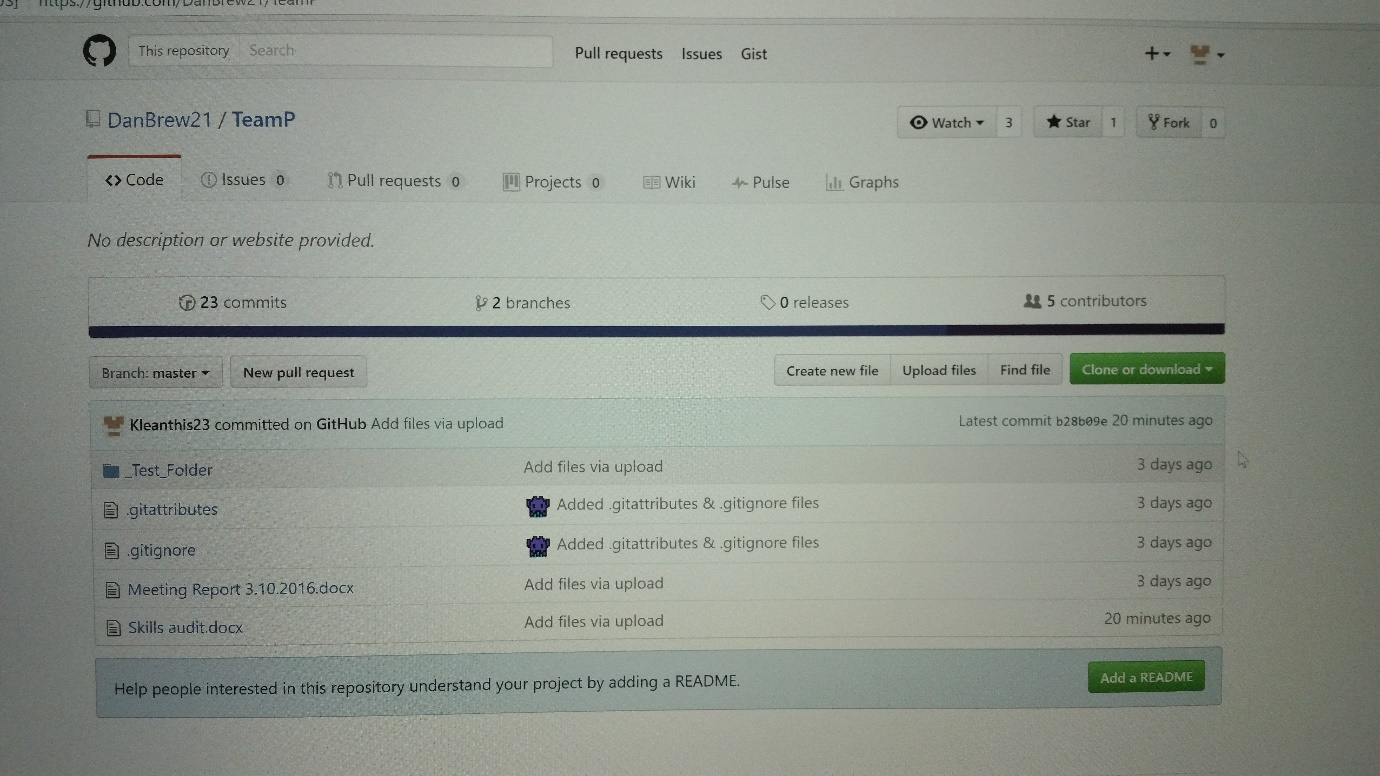 https://github.com/DanBrew21/TeamP
This repository Search Pull requests Issues Gist
DanBrew21 / TeamP Watch 3 Star 1 Fork 0
Code Issues 0 Pull requests 0 Projects 0 Wiki Pulse Graphs
No description or website provided.
23 commits 2 branches 0 releases 5 contributors
Branch: master New pull request Create new file Upload files Find file Clone or download
Kleanthis23 committed on GitHub Add files via upload Latest commit b28b09e 20 minutes ago
_Test_Folder Add files via upload 3 days ago
.gitattributes Added .gitattributes & .gitignore files 3 days ago
.gitignore Added .gitattributes & .gitignore files 3 days ago
Meeting Report 3.10.2016.docx Add files via upload 3 days ago
Skills audit.docx Add files via upload 20 minutes ago
Help people interested in this repository understand your project by adding a README. Add a README